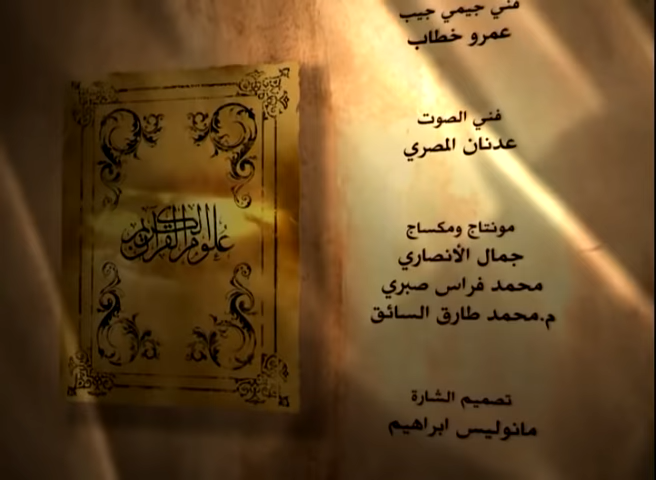 فني جيمي جيب
عمرو خطاب
فني الصوت
عدنان المصري
مونتاج ومكساج
جمال الأنصاري
محمد فراس صبري
م.محمد طارق السائق
تصميم الشارة
مانوليس ابراهيم
علوم القرآن الكريم